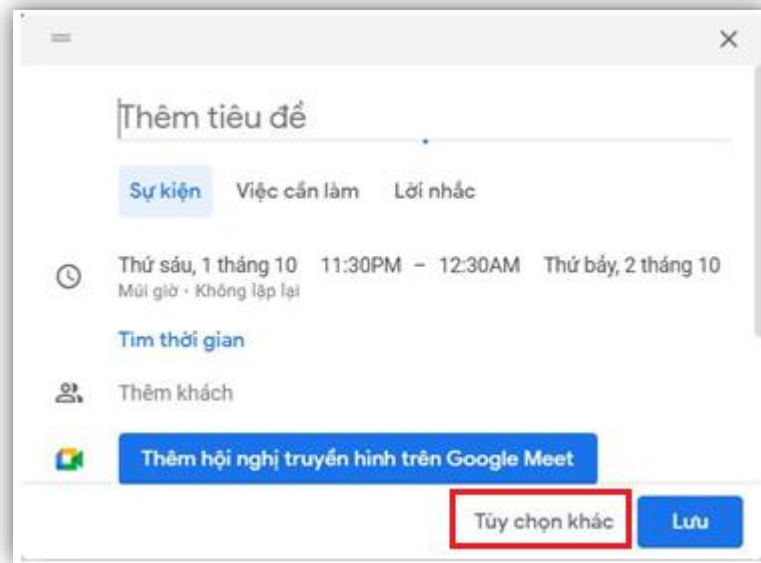 Thêm tiêu đề
Sự kiện Việc cần làm Lời nhắc
Thứ sáu, 1 tháng 10 11:30PM – 12:30AM Thứ bảy, 2 tháng 10
Múi giờ · Không lặp lại
Tìm thời gian
Thêm khách
Thêm hội nghị truyền hình trên Google Meet
Tùy chọn khác Lưu